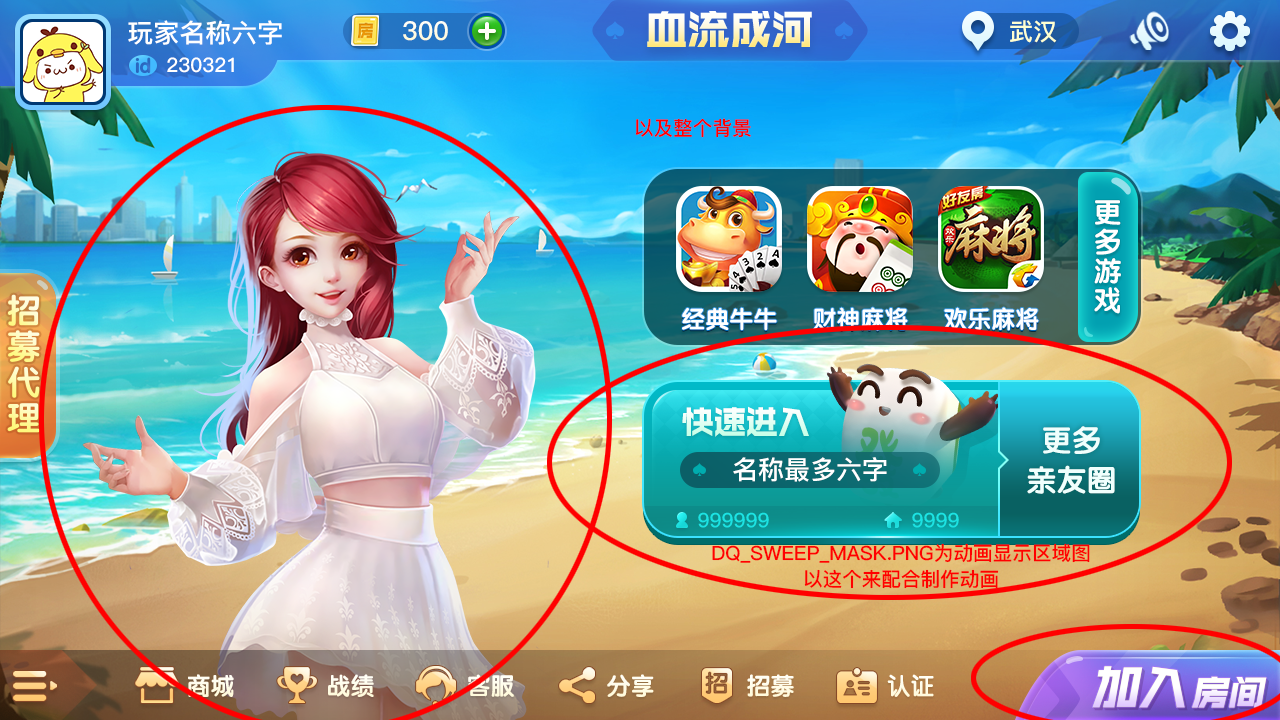 玩家名称六字
id 230321
房 300
血流成河
武汉
以及整个背景
好友房
欢乐
麻将
经典牛牛
财神麻将
欢乐麻将
更多游戏
招募代理
快速进入
名称最多六字
999999
9999
更多
亲友圈
DQ_SWEEP_MASK.PNG为动画显示区域图
以这个来配合制作动画
商城
战绩
客服
分享
招 招募
认证
加入房间